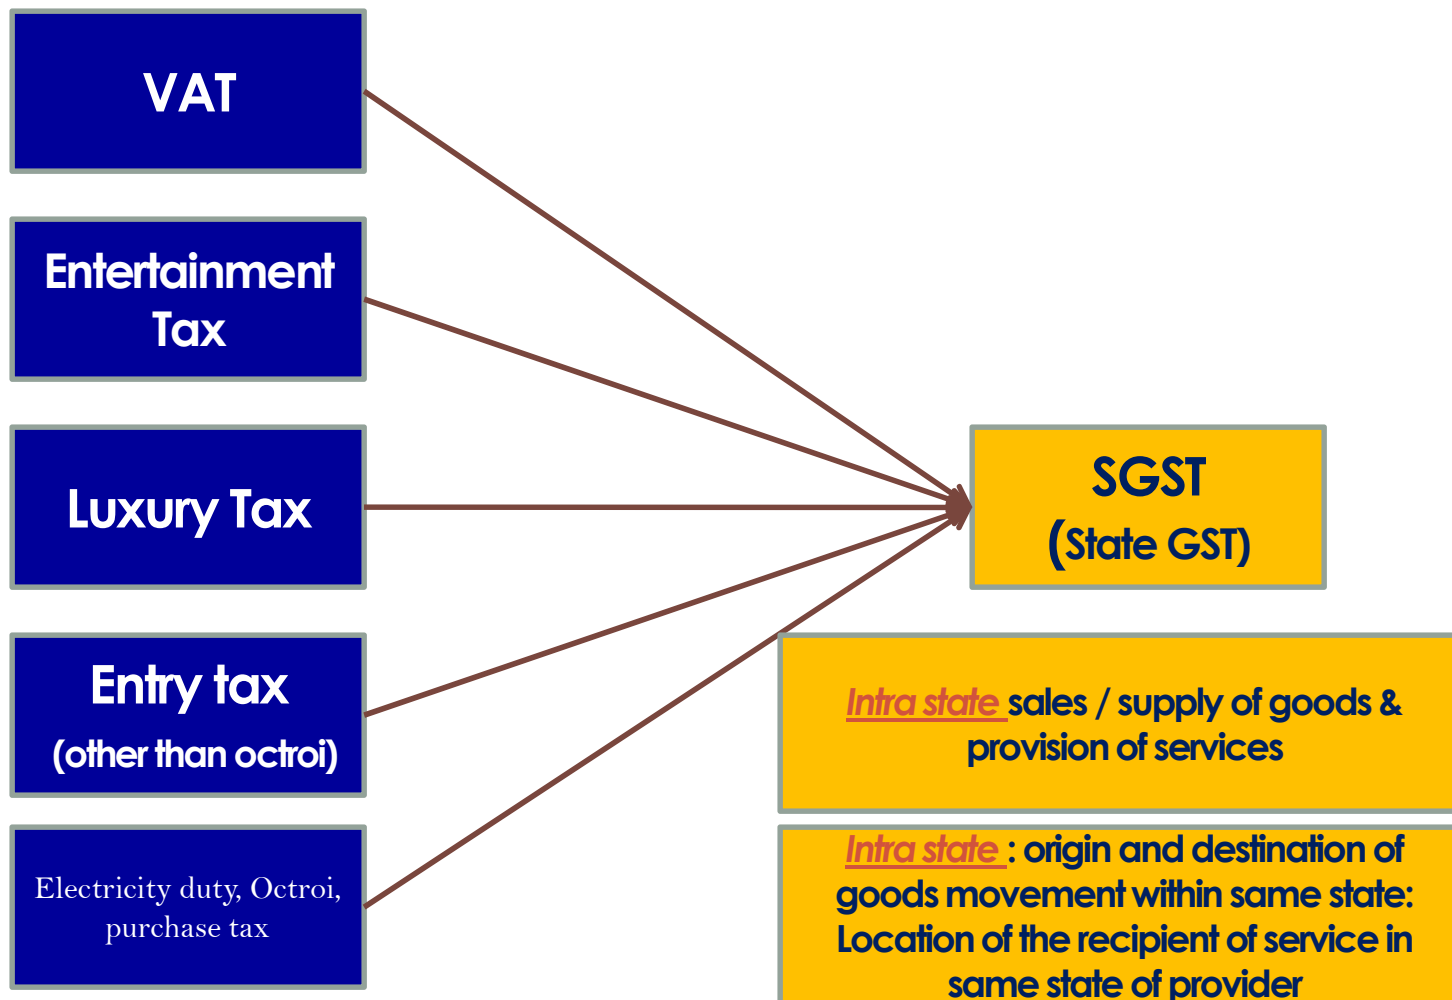 VAT
Entertainment
Tax
Luxury Tax
Entry tax
(other than octroi)
Electricity duty, Octroi,
purchase tax
SGST
(State GST)
Intra state sales / supply of goods &
provision of services
Intra state : origin and destination of
goods movement within same state:
Location of the recipient of service in
same state of provider